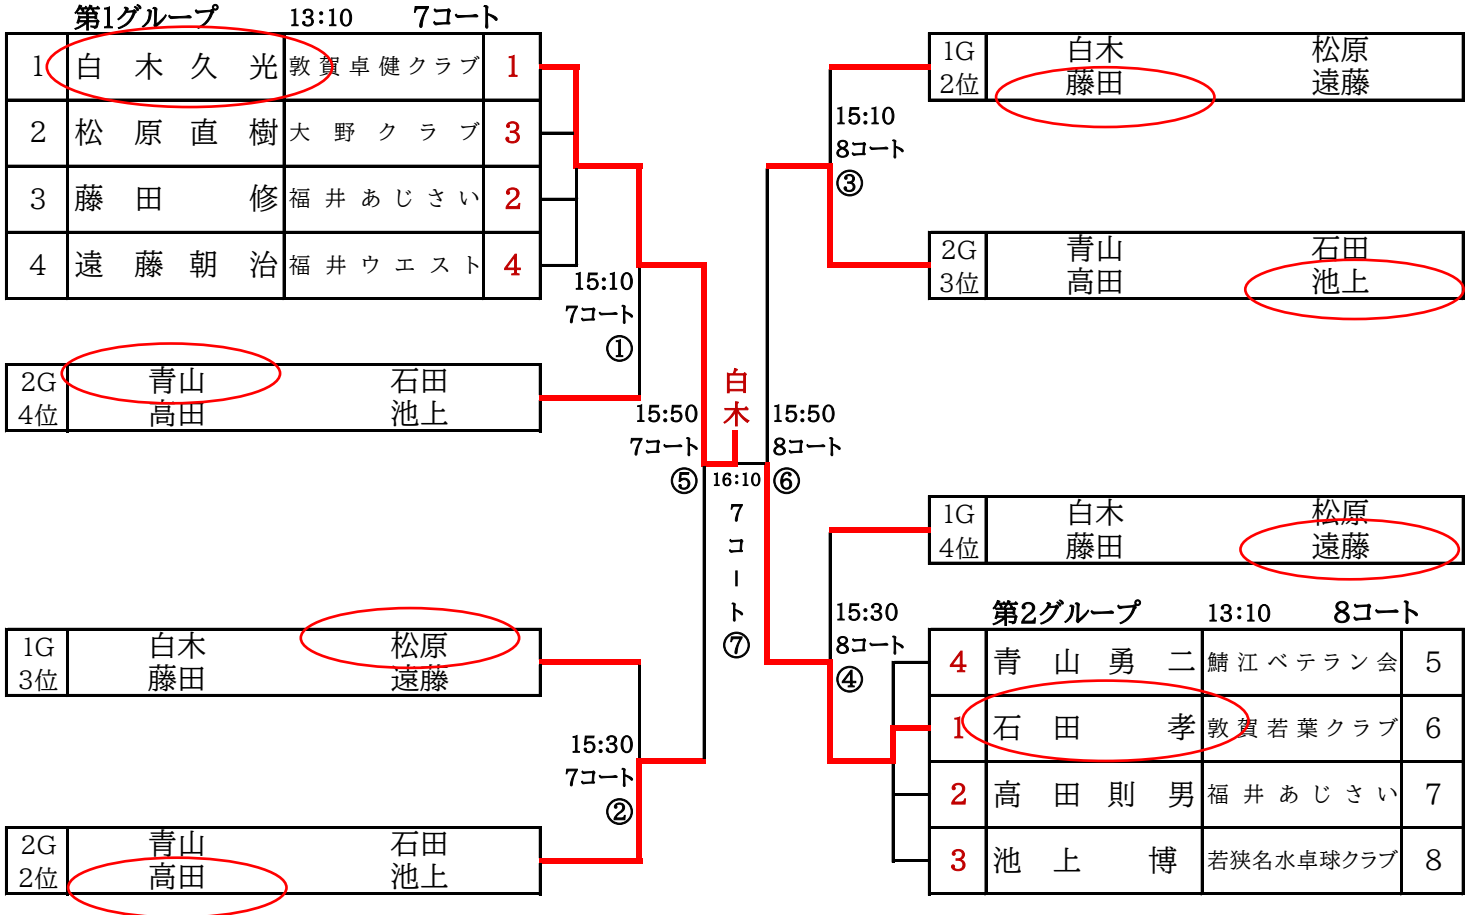 第1グループ 13:10 7コート
1 白木久光 敦賀卓健クラブ 1
2 松原直樹 大野クラブ 3
3 藤田 修 福井あじさい 2
4 遠藤朝治 福井ウエスト 4
15:10
7コート
①
2G 青山 石田
4位 高田 池上
15:50
7コート
⑤
1G 白木 松原
3位 藤田 遠藤
15:30
7コート
②
2G 青山 石田
2位 高田 池上
白木
16:10
7コート⑦
1G 白木 松原
2位 藤田 遠藤
15:10
8コート
③
2G 青山 石田
3位 高田 池上
15:50
8コート
⑥
1G 白木 松原
4位 藤田 遠藤
15:30
8コート
④
第2グループ 13:10 8コート
4 青山勇二 鯖江ベテラン会 5
1 石田 孝 敦賀若葉クラブ 6
2 高田則男 福井あじさい 7
3 池上 博 若狭名水卓球クラブ 8